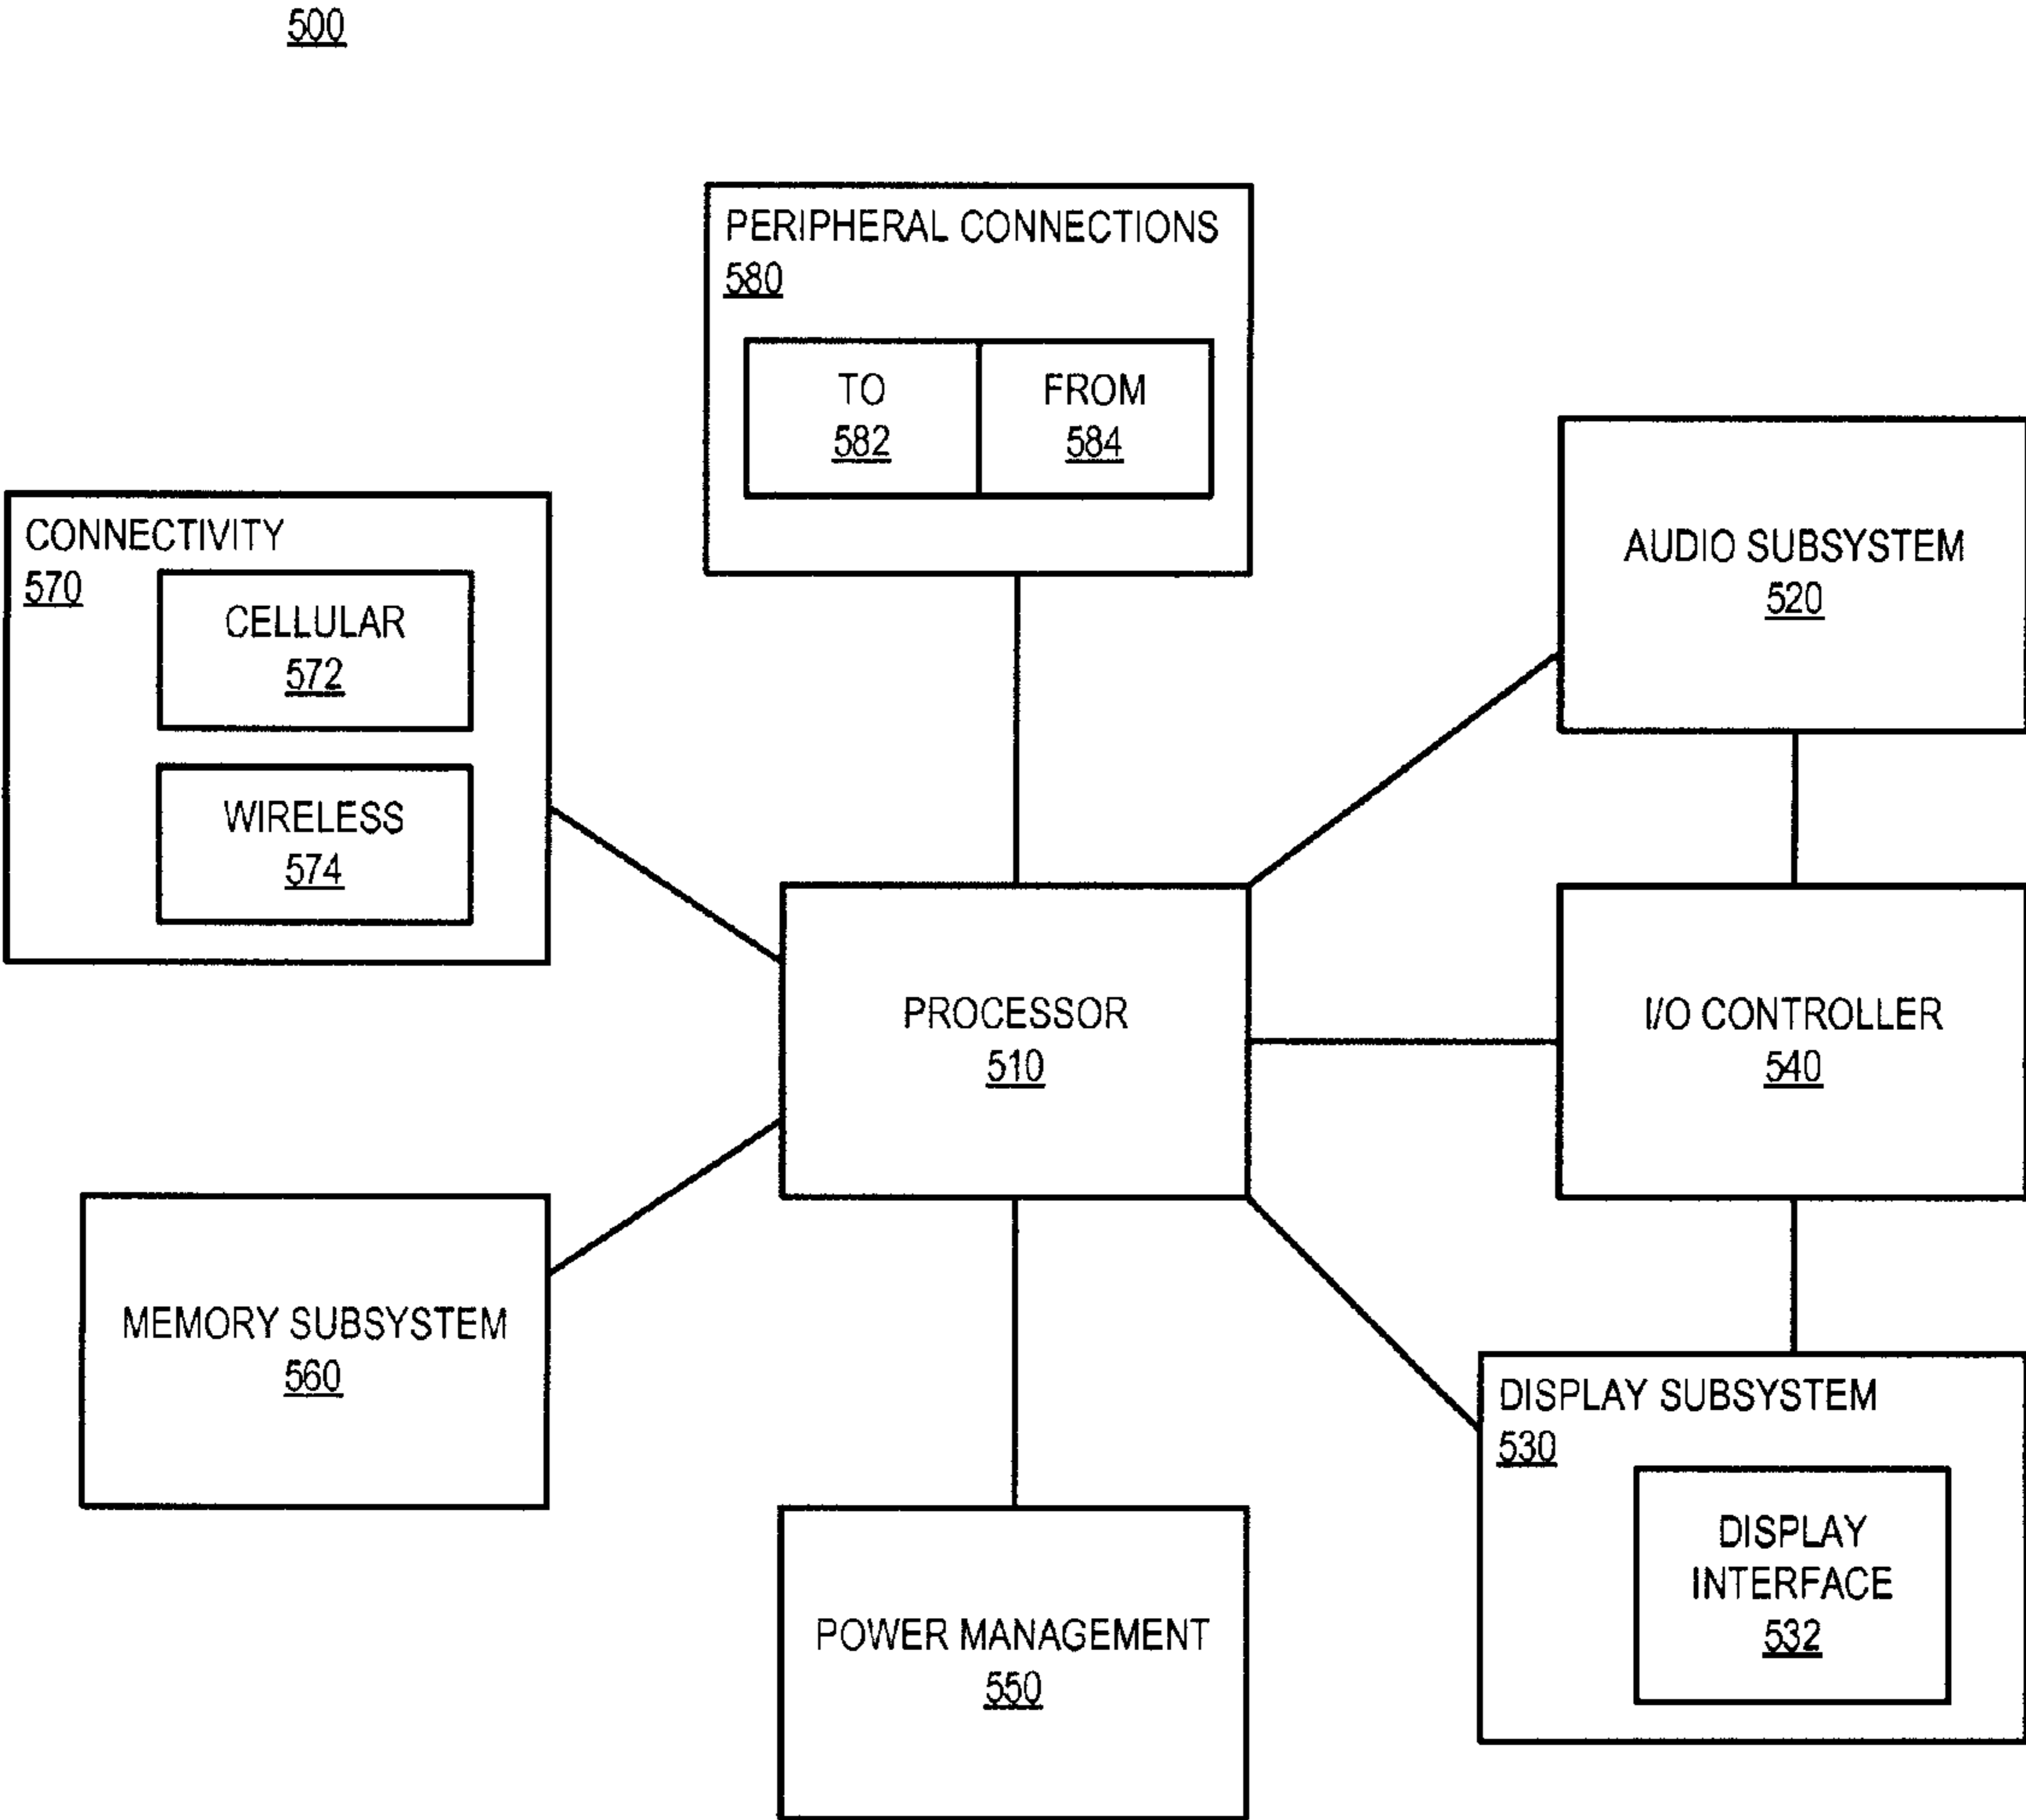 500
PERIPHERAL CONNECTIONS
580
TO
582
FROM
584
CONNECTIVITY
570
CELLULAR
572
WIRELESS
574
AUDIO SUBSYSTEM
520
PROCESSOR
510
I/O CONTROLLER
540
MEMORY SUBSYSTEM
560
POWER MANAGEMENT
550
DISPLAY SUBSYSTEM
530
DISPLAY
INTERFACE
532